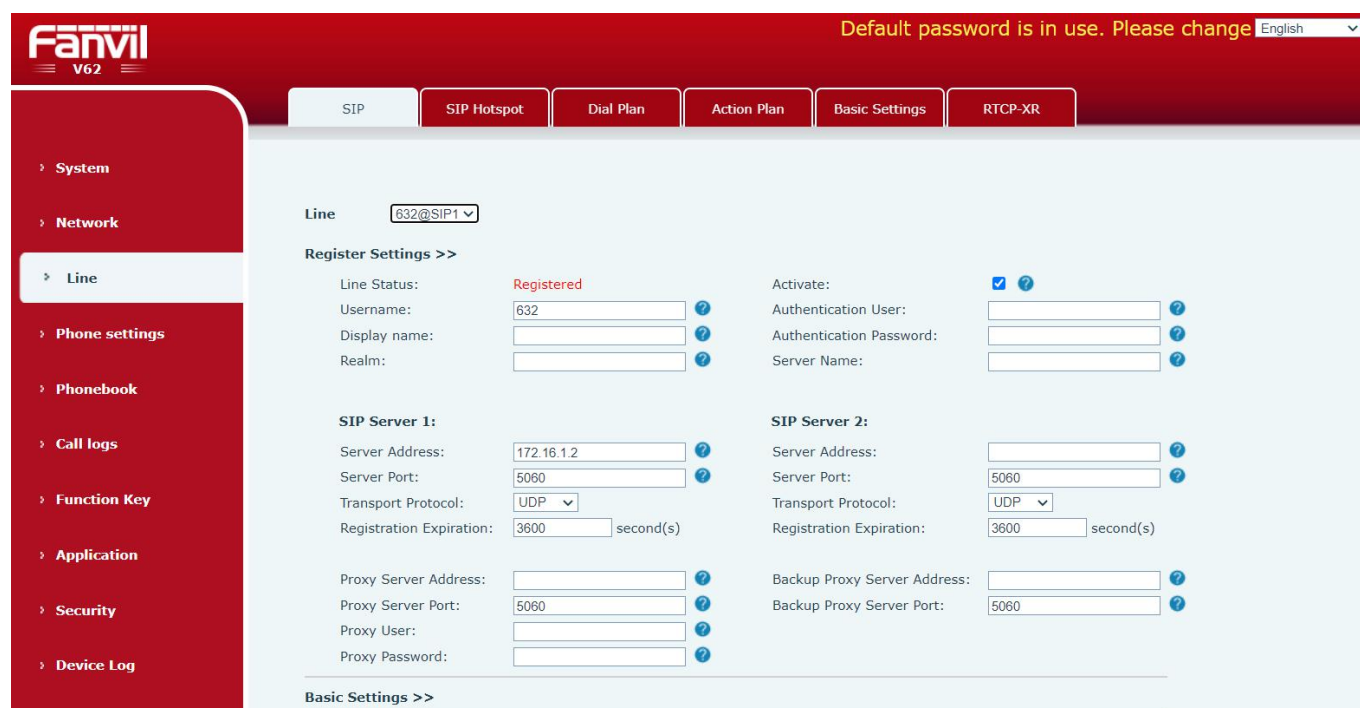 Fanvil
V62
Default password is in use. Please change English
SIP SIP Hotspot Dial Plan Action Plan Basic Settings RTCP-XR
System
Network
Line
Phone settings
Phonebook
Call logs
Function Key
Application
Security
Device Log
Line 632@SIP1
Register Settings >>
Line Status: Registered Activate:
Username: 632 Authentication User:
Display name: Authentication Password:
Realm: Server Name:
SIP Server 1: SIP Server 2:
Server Address: 172.16.1.2 Server Address:
Server Port: 5060 Server Port: 5060
Transport Protocol: UDP Transport Protocol: UDP
Registration Expiration: 3600 second(s) Registration Expiration: 3600 second(s)
Proxy Server Address: Backup Proxy Server Address:
Proxy Server Port: 5060 Backup Proxy Server Port: 5060
Proxy User:
Proxy Password:
Basic Settings >>